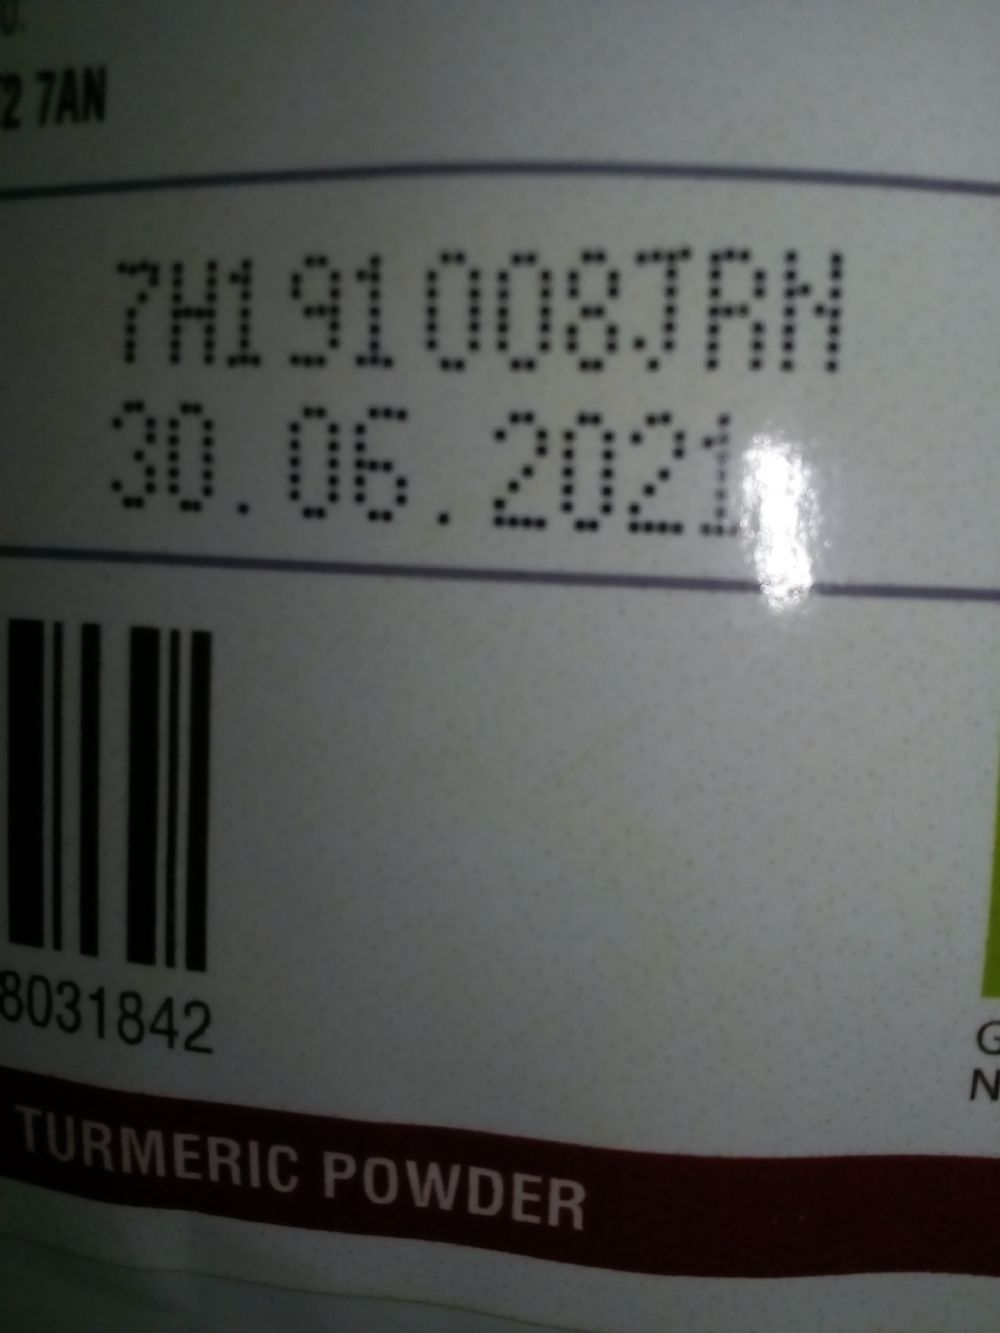 7AN
7H191008JRN
30.06.2021
8031842
TURMERIC POWDER